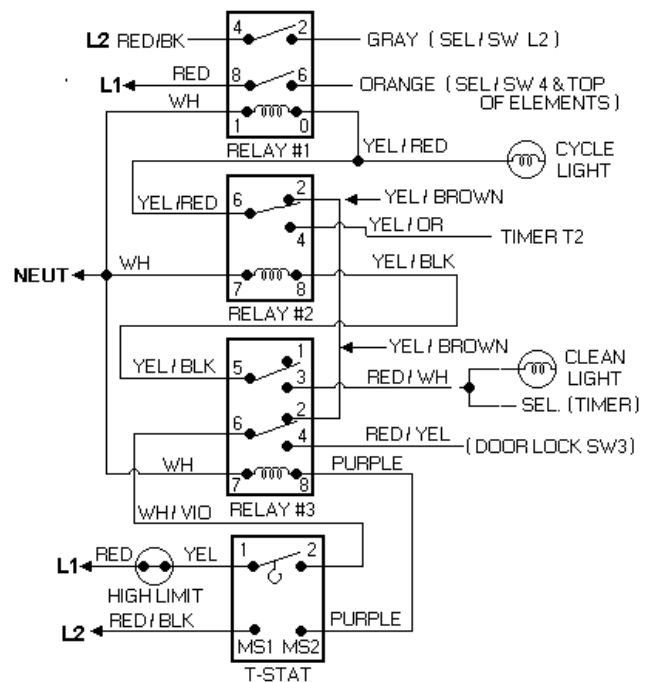 L2 RED/BK 4 2 GRAY ( SEL/SW L2)
L1 RED 8 6 ORANGE (SEL/SW 4 & TOP
OF ELEMENTS)
WH 1 0
RELAY #1 YEL/RED CYCLE
LIGHT
YEL/RED 6 2 YEL/BROWN
4 YEL/OR TIMER T2
NEUT WH 7 8 YEL/BLK
RELAY #2
YEL/BLK 5 1 YEL/BROWN
3 RED/WH CLEAN
LIGHT
6 2 SEL. (TIMER)
4 RED/YEL (DOOR LOCK SW3)
WH 7 8 PURPLE
WH/VIO RELAY #3
L1 RED YEL 1 2
HIGH LIMIT
L2 RED/BLK MS1 MS2 PURPLE
T-STAT